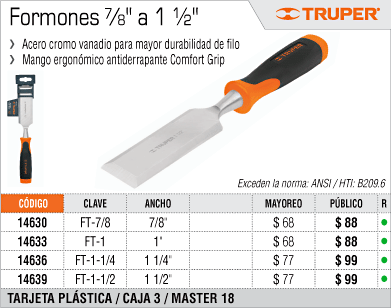 Formones 7/8" a 1 1/2"
TRUPER®
Acero cromo vanadio para mayor durabilidad de filo
Mango ergonómico antiderrapante Comfort Grip
TRUPER
Exceden la norma: ANSI / HTI: B209.6
CÓDIGO CLAVE ANCHO MAYOREO PÚBLICO R
14630 FT-7/8 7/8" $ 68 $ 88
14633 FT-1 1" $ 68 $ 88
14636 FT-1-1/4 1 1/4" $ 77 $ 99
14639 FT-1-1/2 1 1/2" $ 77 $ 99
TARJETA PLÁSTICA / CAJA 3 / MASTER 18